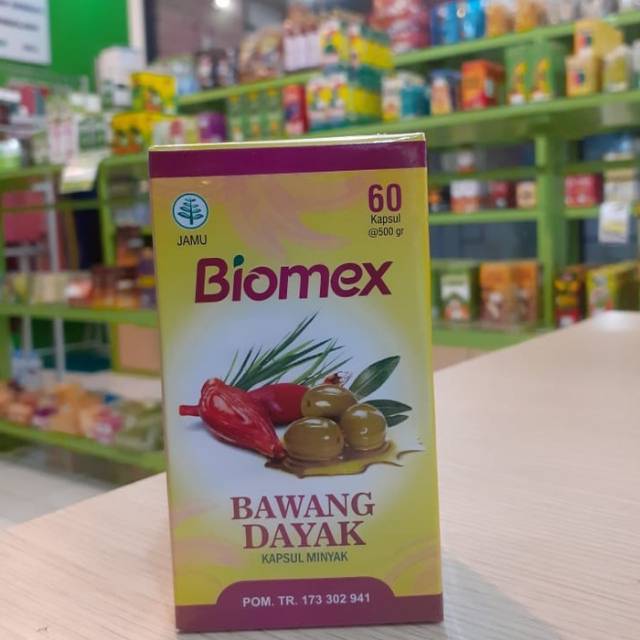 JAMU
60
Kapsul
@500 gr
Biomex
BAWANG
DAYAK
KAPSUL MINYAK
POM. TR. 173 302 941